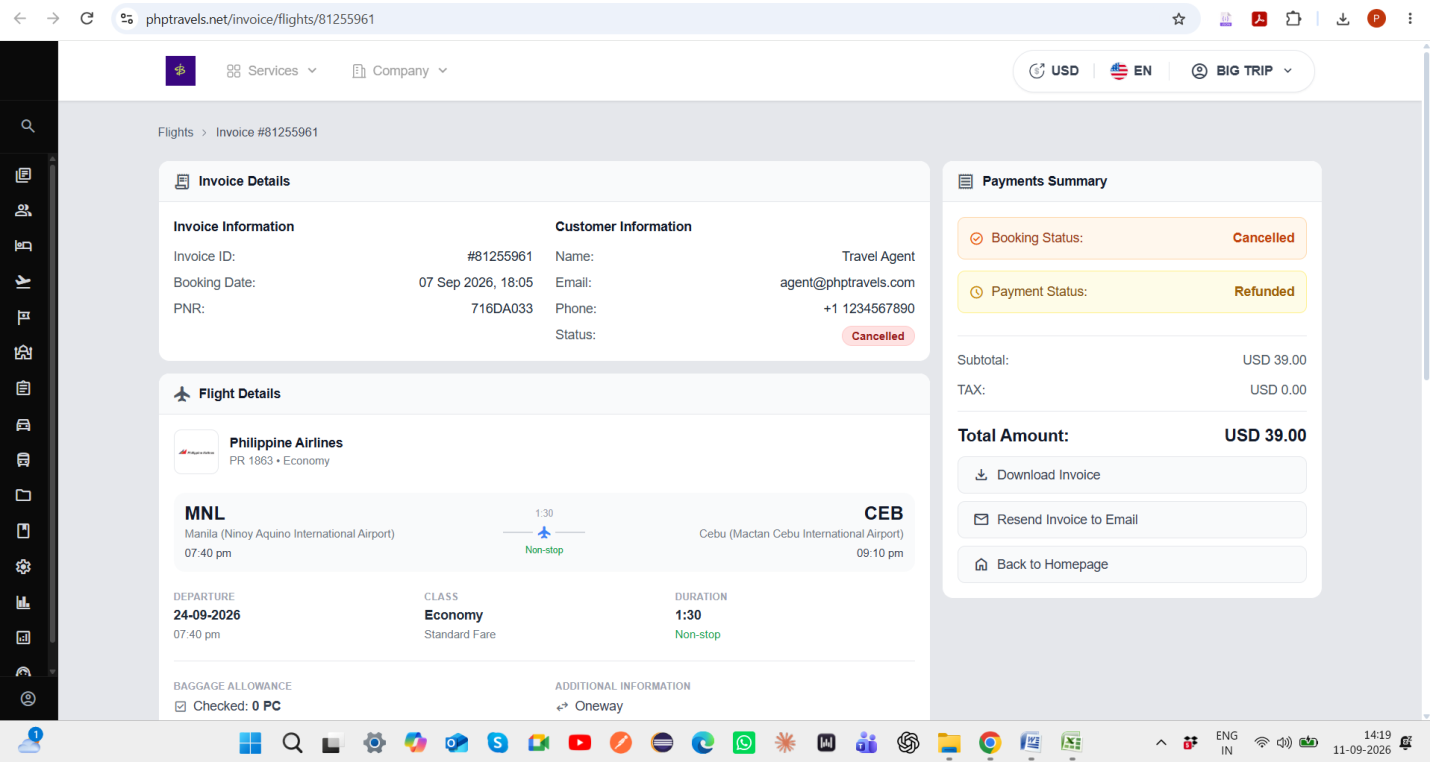 phptravels.net/invoice/flights/81255961
P
Services
Company
USD
EN
BIG TRIP
Flights > Invoice #81255961
Invoice Details
Invoice Information
Invoice ID: #81255961
Booking Date: 07 Sep 2026, 18:05
PNR: 716DA033
Customer Information
Name: Travel Agent
Email: agent@phptravels.com
Phone: +1 1234567890
Status: Cancelled
Flight Details
Philippine Airlines
Philippine Airlines
PR 1863 • Economy
MNL
Manila (Ninoy Aquino International Airport)
07:40 pm
1:30
Non-stop
CEB
Cebu (Mactan Cebu International Airport)
09:10 pm
DEPARTURE
24-09-2026
07:40 pm
CLASS
Economy
Standard Fare
DURATION
1:30
Non-stop
BAGGAGE ALLOWANCE
Checked: 0 PC
ADDITIONAL INFORMATION
Oneway
Payments Summary
Booking Status: Cancelled
Payment Status: Refunded
Subtotal: USD 39.00
TAX: USD 0.00
Total Amount: USD 39.00
Download Invoice
Resend Invoice to Email
Back to Homepage
1
ENG
IN
14:19
11-09-2026